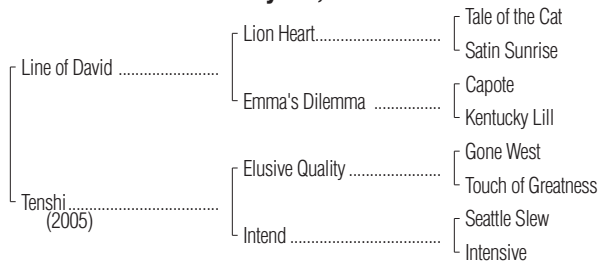 Tale of the Cat
Lion Heart
Satin Sunrise
Line of David
Capote
Emma's Dilemma
Kentucky Lill
Gone West
Elusive Quality
Touch of Greatness
Tenshi
(2005)
Seattle Slew
Intend
Intensive